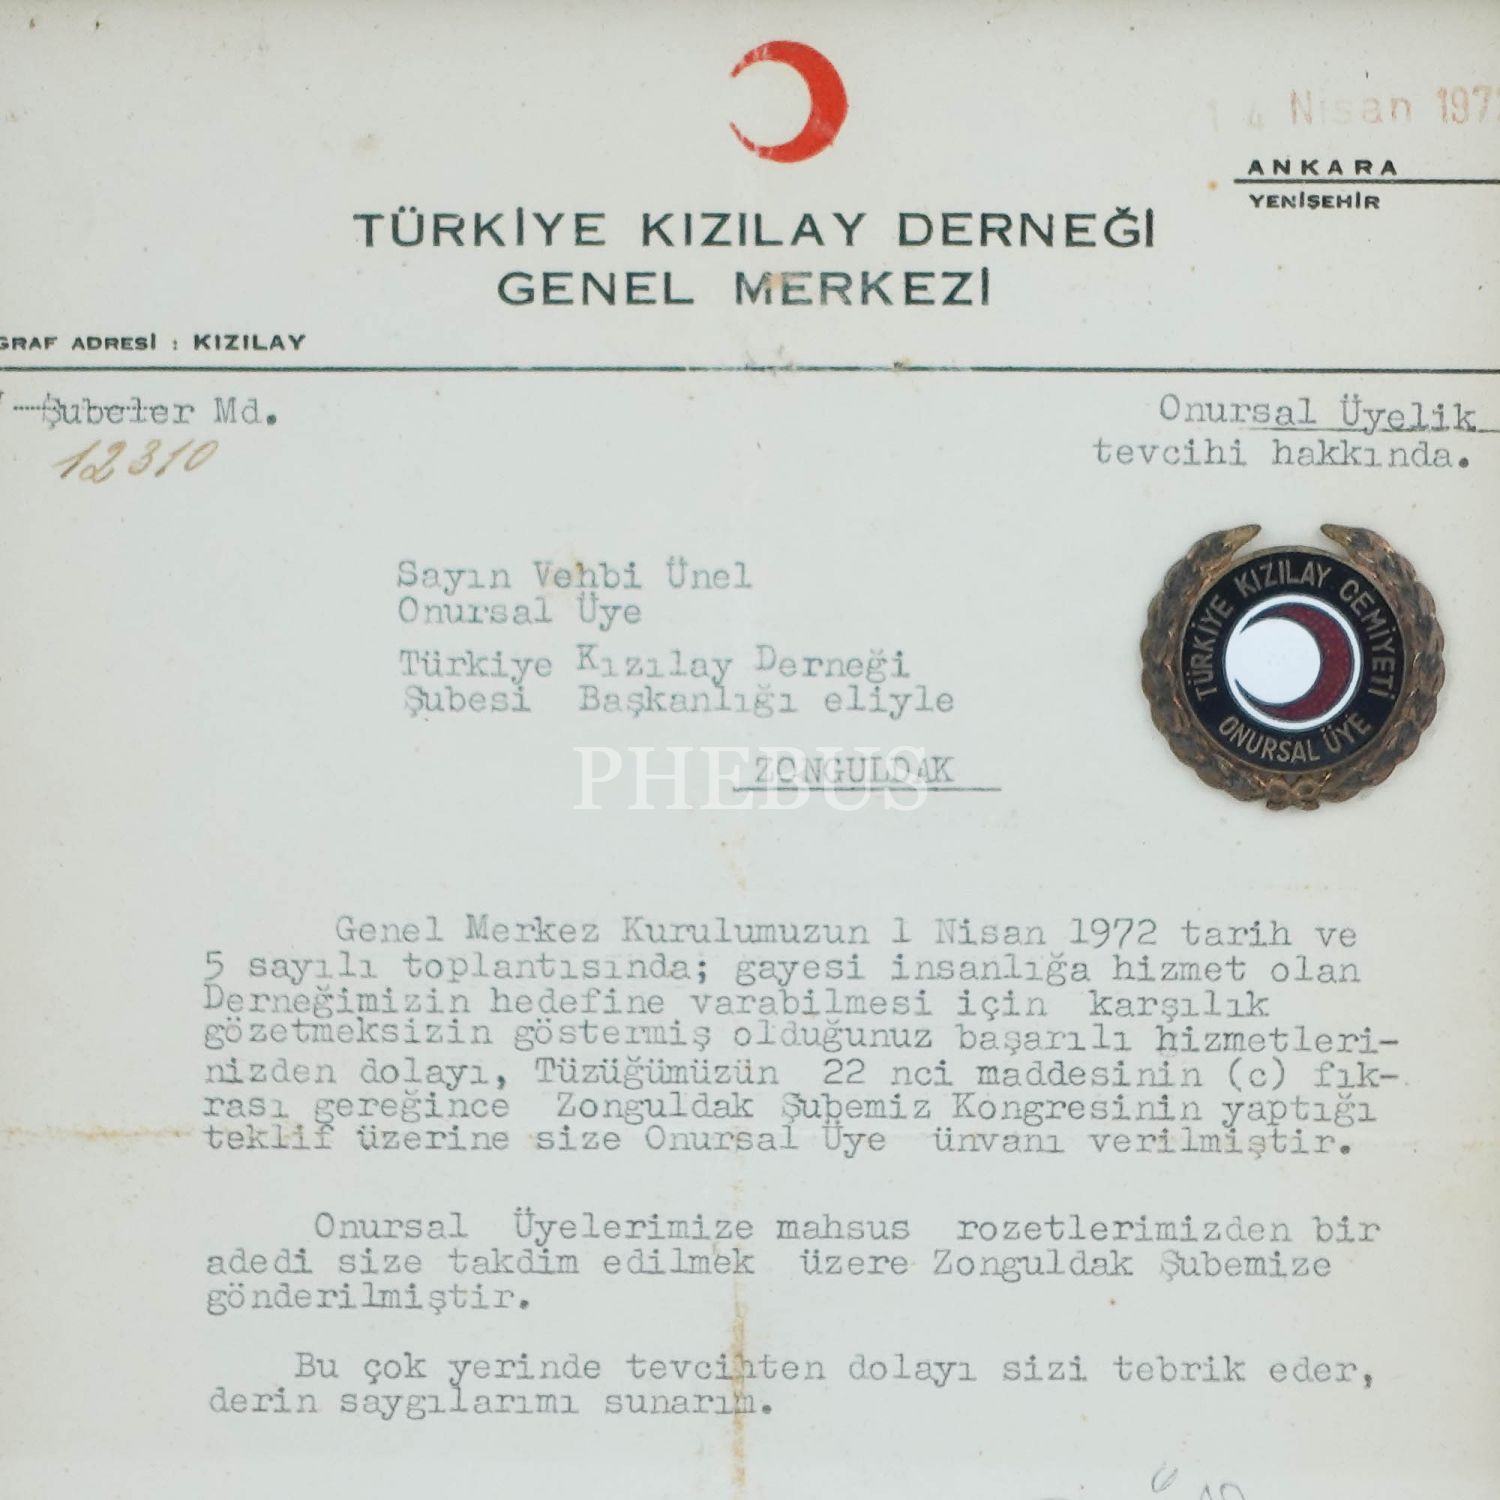 14 Nisan 197
ANKARA
YENİŞEHİR
TÜRKİYE KIZILAY DERNEĞİ
GENEL MERKEZİ
GRAF ADRESİ : KIZILAY
Şubeler Md.
12310
Onursal Üyelik
tevcihi hakkında.
Sayın Vehbi Ünel
Onursal Üye
Türkiye Kızılay Derneği
Şubesi Başkanlığı eliyle
ZONGULDAK
TÜRKİYE KIZILAY CEMİYETİ
ONURSAL ÜYE
PHEBUS
Genel Merkez Kurulumuzun 1 Nisan 1972 tarih ve
5 sayılı toplantısında; gayesi insanlığa hizmet olan
Derneğimizin hedefine varabilmesi için karşılık
gözetmeksizin göstermiş olduğunuz başarılı hizmetleri-
nizden dolayı, Tüzüğümüzün 22 nci maddesinin (c) fık-
rası gereğince Zonguldak Şubemiz Kongresinin yaptığı
teklif üzerine size Onursal Üye ünvanı verilmiştir.
Onursal Üyelerimize mahsus rozetlerimizden bir
adedi size takdim edilmek üzere Zonguldak Şubemize
gönderilmiştir.
Bu çok yerinde tevcihten dolayı sizi tebrik eder,
derin saygılarımı sunarım.